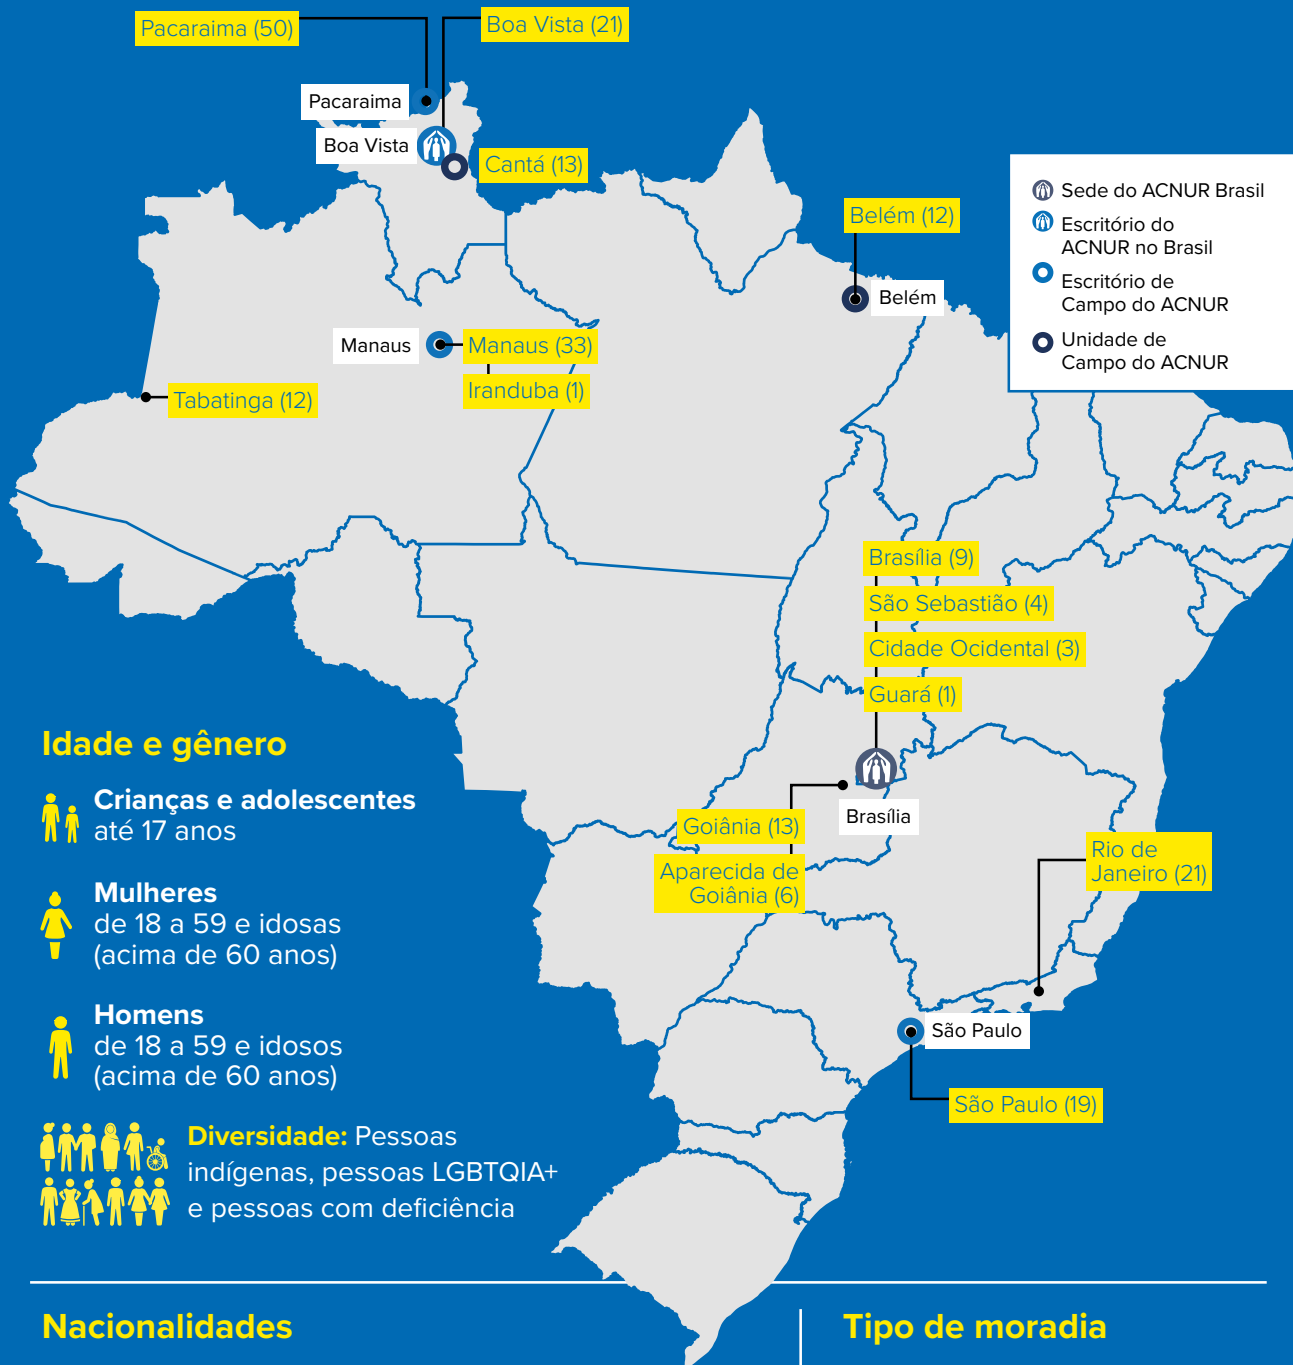 Pacaraima (50)
Boa Vista (21)
Pacaraima
Boa Vista
Cantá (13)
Sede do ACNUR Brasil
Escritório do
ACNUR no Brasil
Escritório de
Campo do ACNUR
Unidade de
Campo do ACNUR
Belém (12)
Belém
Manaus
Manaus (33)
Iranduba (1)
Tabatinga (12)
Brasília (9)
São Sebastião (4)
Cidade Ocidental (3)
Guará (1)
Brasília
Goiânia (13)
Aparecida de
Goiânia (6)
Rio de
Janeiro (21)
São Paulo
São Paulo (19)
Idade e gênero
Crianças e adolescentes
até 17 anos
Mulheres
de 18 a 59 e idosas
(acima de 60 anos)
Homens
de 18 a 59 e idosos
(acima de 60 anos)
Diversidade: Pessoas
indígenas, pessoas LGBTQIA+
e pessoas com deficiência
Nacionalidades
Tipo de moradia